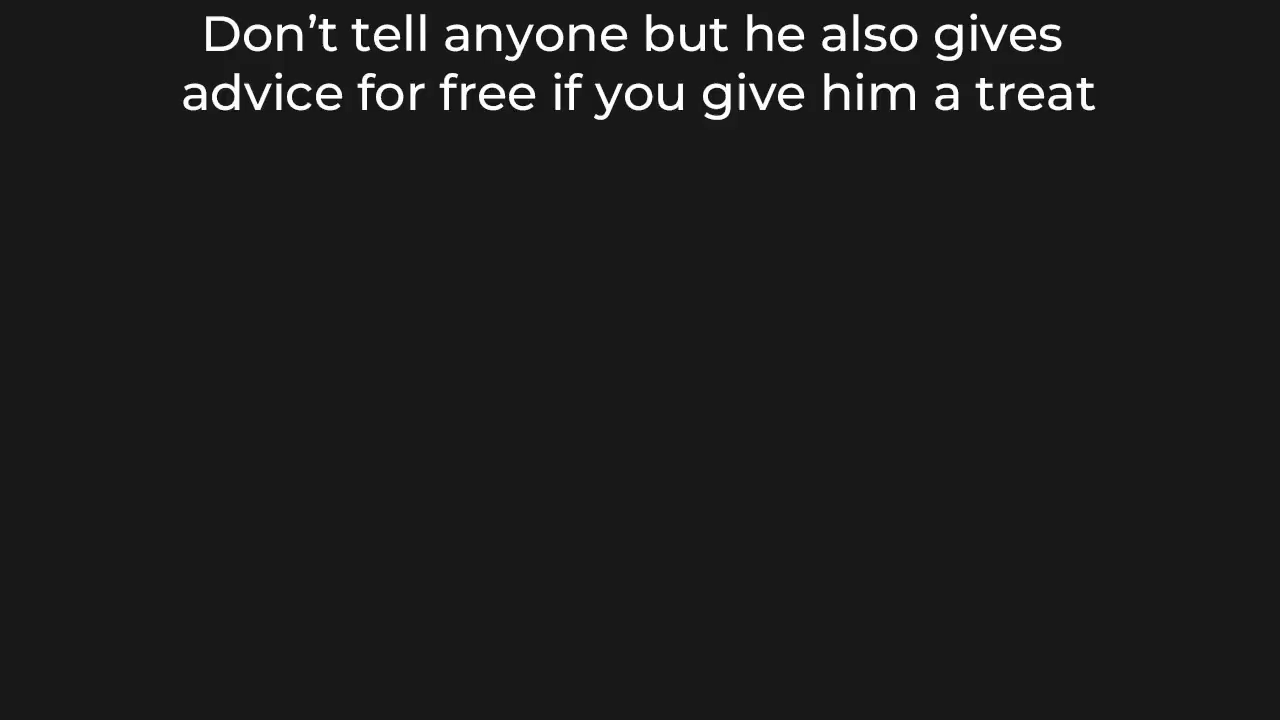 Don’t tell anyone but he also gives
advice for free if you give him a treat